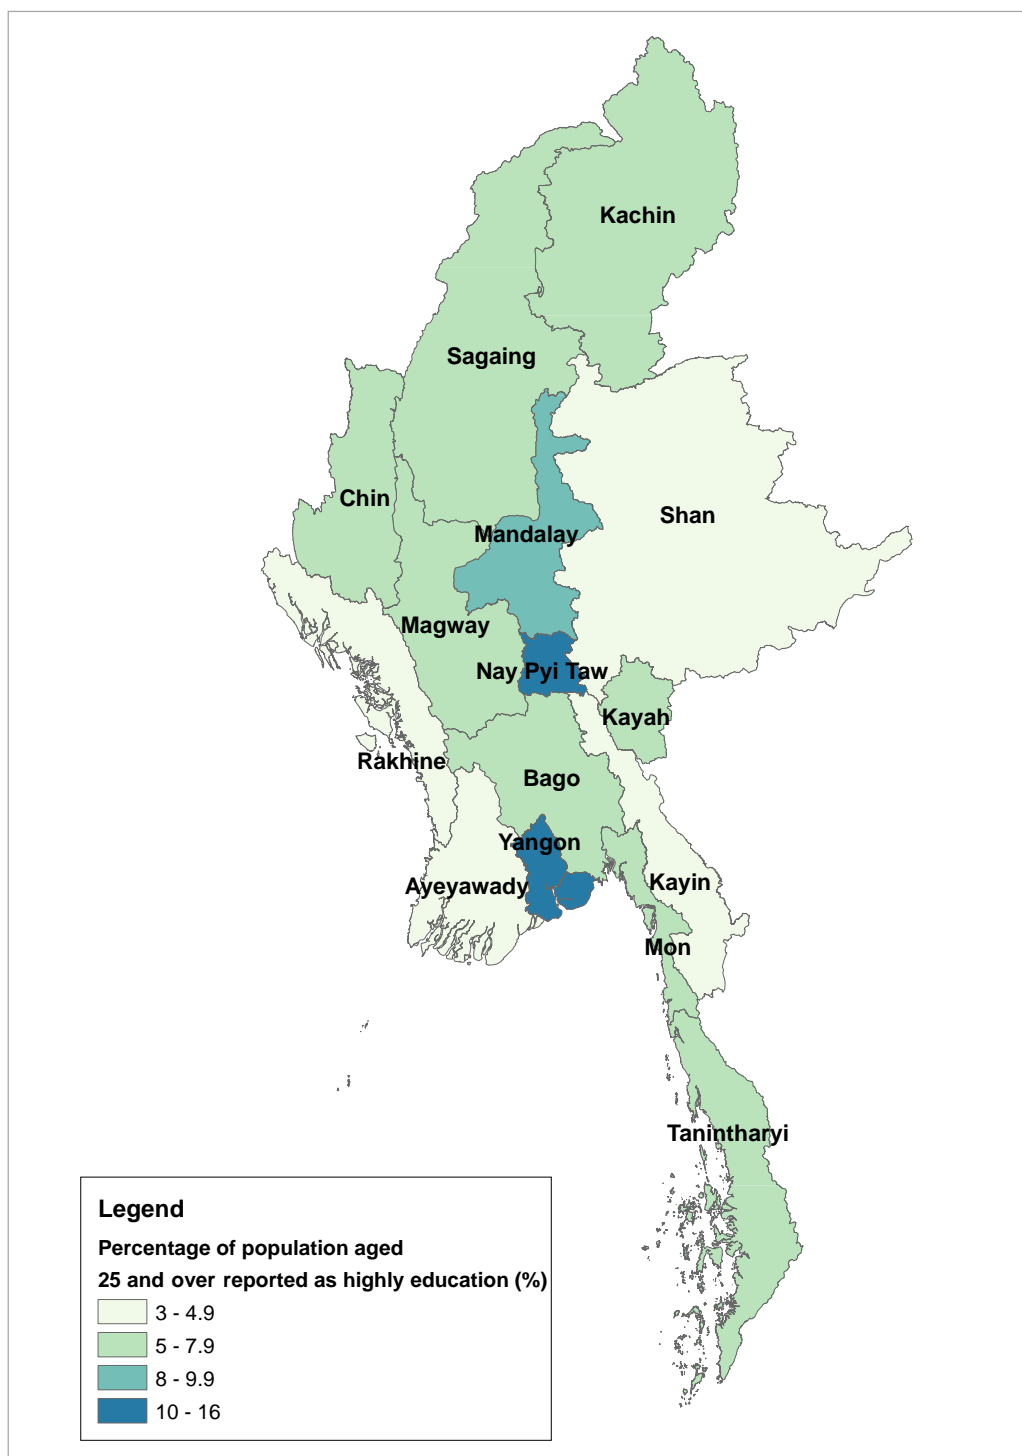 Kachin
Sagaing
Chin
Shan
Mandalay
Magway
Nay Pyi Taw
Kayah
Rakhine
Bago
Yangon
Ayeyawady
Kayin
Mon
Tanintharyi
Legend
Percentage of population aged
25 and over reported as highly education (%)
3 - 4.9
5 - 7.9
8 - 9.9
10 - 16